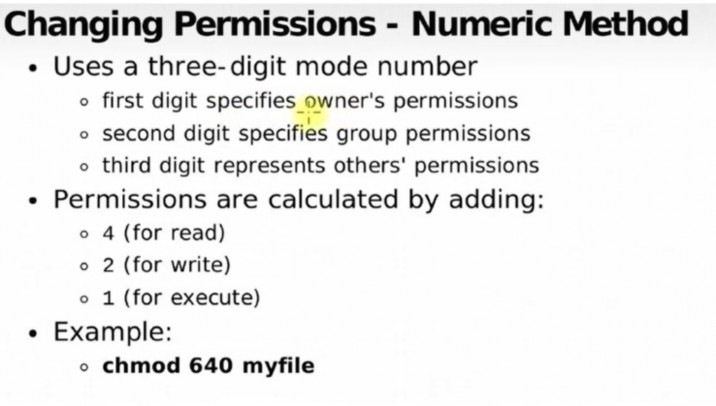 Changing Permissions - Numeric Method
• Uses a three-digit mode number
◦ first digit specifies owner's permissions
◦ second digit specifies group permissions
◦ third digit represents others' permissions
• Permissions are calculated by adding:
◦ 4 (for read)
◦ 2 (for write)
◦ 1 (for execute)
• Example:
◦ chmod 640 myfile